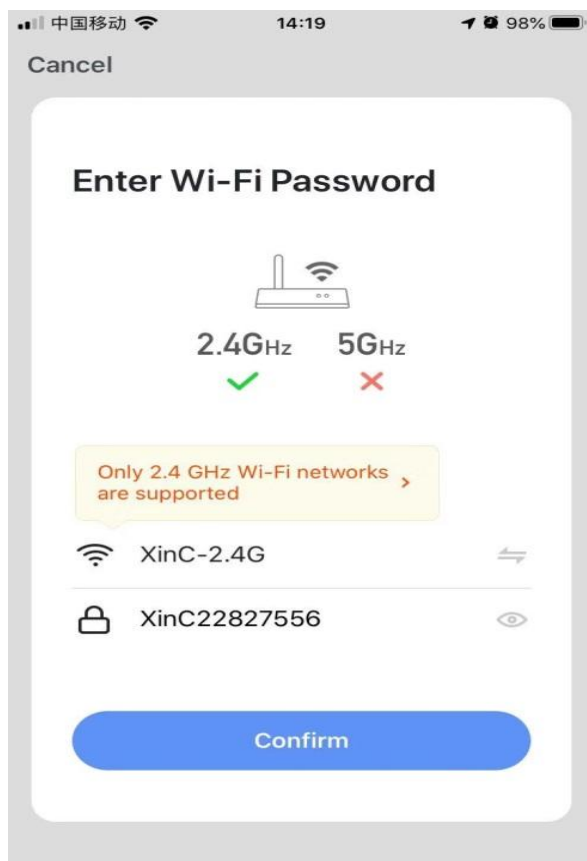 中国移动 14:19 98%
Cancel
Enter Wi-Fi Password
2.4GHz 5GHz
Only 2.4 GHz Wi-Fi networks
are supported
XinC-2.4G
XinC22827556
Confirm